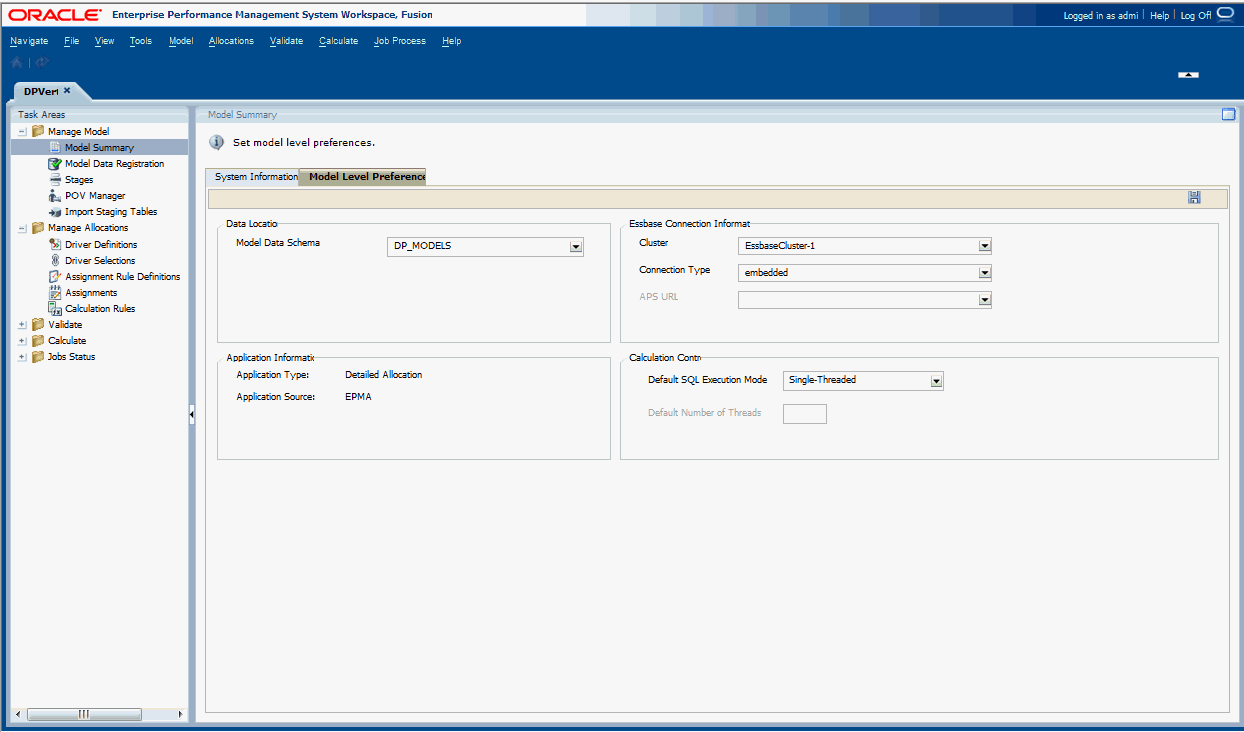 ORACLE Enterprise Performance Management System Workspace, Fusion
Logged in as admi Help Log Off
Navigate File View Tools Model Allocations Validate Calculate Job Process Help
DPVer
Task Areas
Manage Model
Model Summary
Model Data Registration
Stages
POV Manager
Import Staging Tables
Manage Allocations
Driver Definitions
Driver Selections
Assignment Rule Definitions
Assignments
Calculation Rules
Validate
Calculate
Jobs Status
Model Summary
Set model level preferences.
System Information Model Level Preference
Data Locatio
Model Data Schema DP_MODELS
Essbase Connection Informat
Cluster EssbaseCluster-1
Connection Type embedded
APS URL
Application Informatic
Application Type: Detailed Allocation
Application Source: EPMA
Calculation Contr
Default SQL Execution Mode Single-Threaded
Default Number of Threads